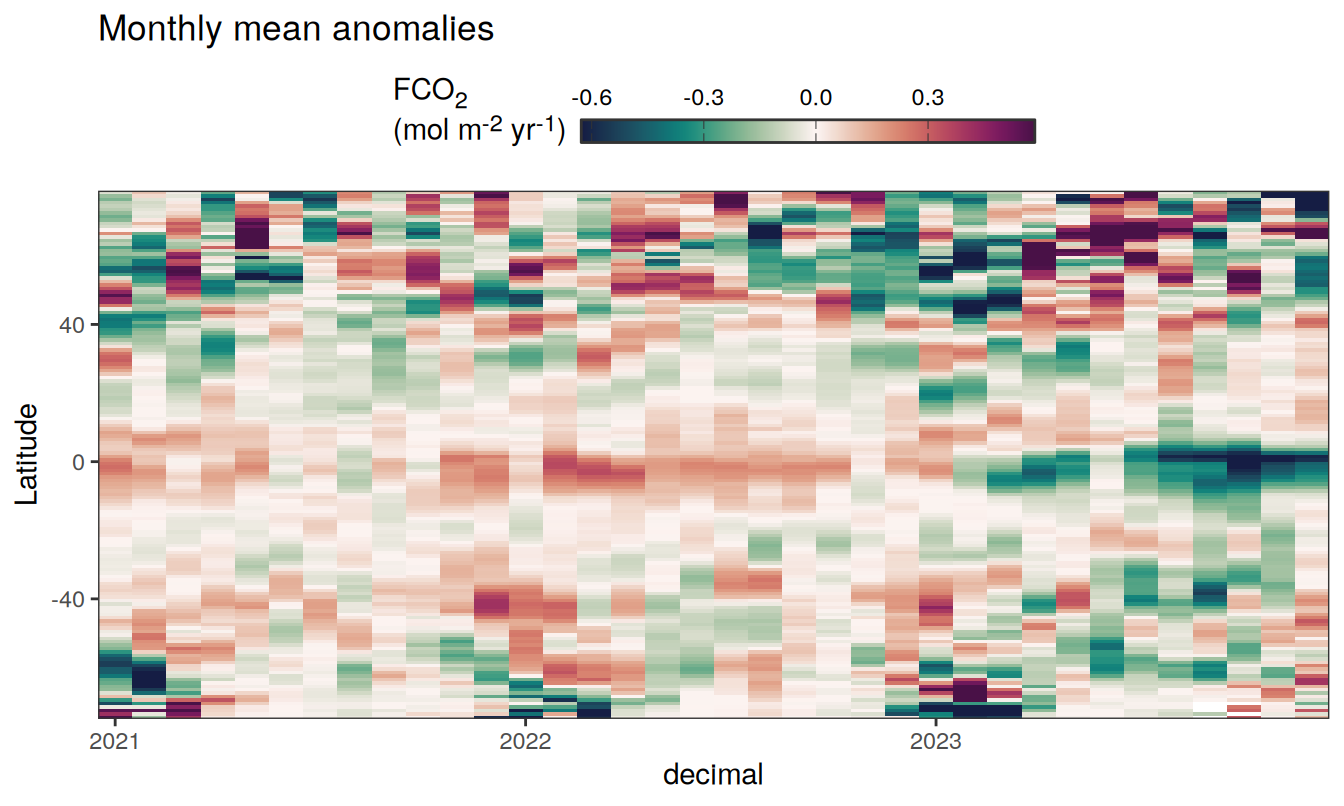 Monthly mean anomalies
FCO₂
(mol m⁻² yr⁻¹)
-0.6 -0.3 0.0 0.3
Latitude
40
0
-40
2021 2022 2023
decimal